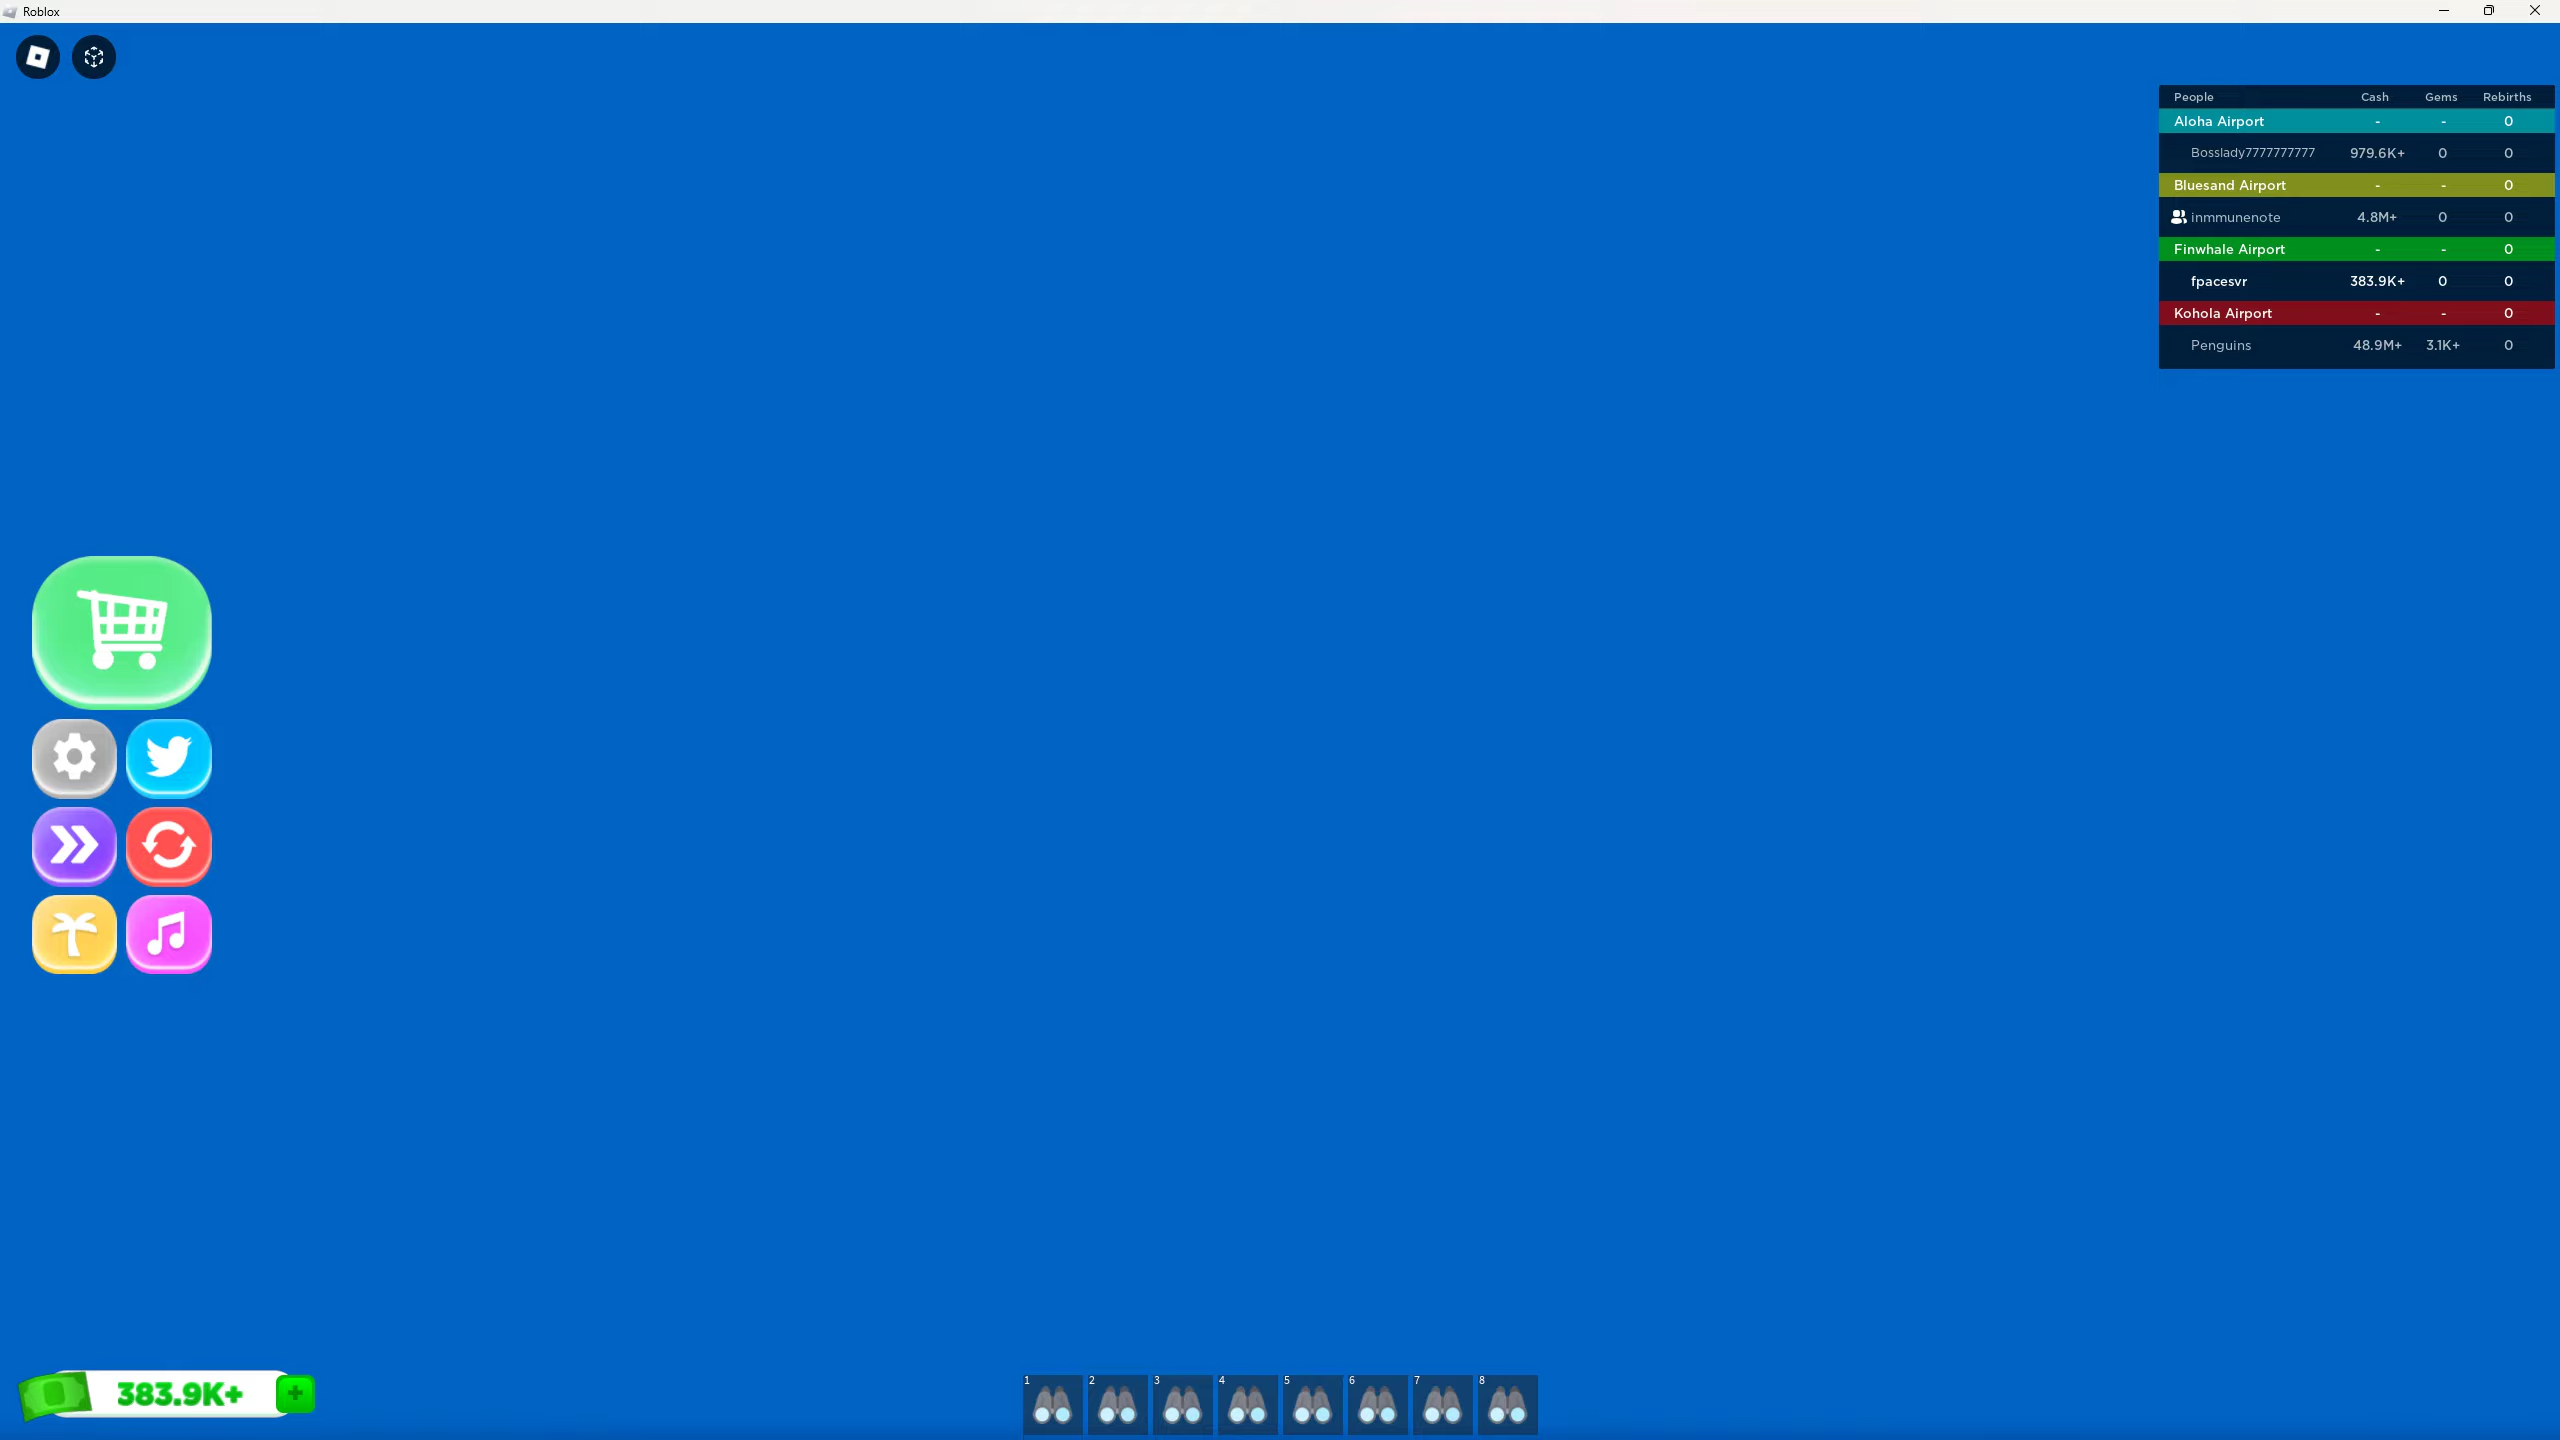 Roblox
People Cash Gems Rebirths
Aloha Airport - - 0
Bosslady7777777777 979.6K+ 0 0
Bluesand Airport - - 0
inmmunenote 4.8M+ 0 0
Finwhale Airport - - 0
fpacesvr 383.9K+ 0 0
Kohola Airport - - 0
Penguins 48.9M+ 3.1K+ 0
383.9K+ +
1 2 3 4 5 6 7 8